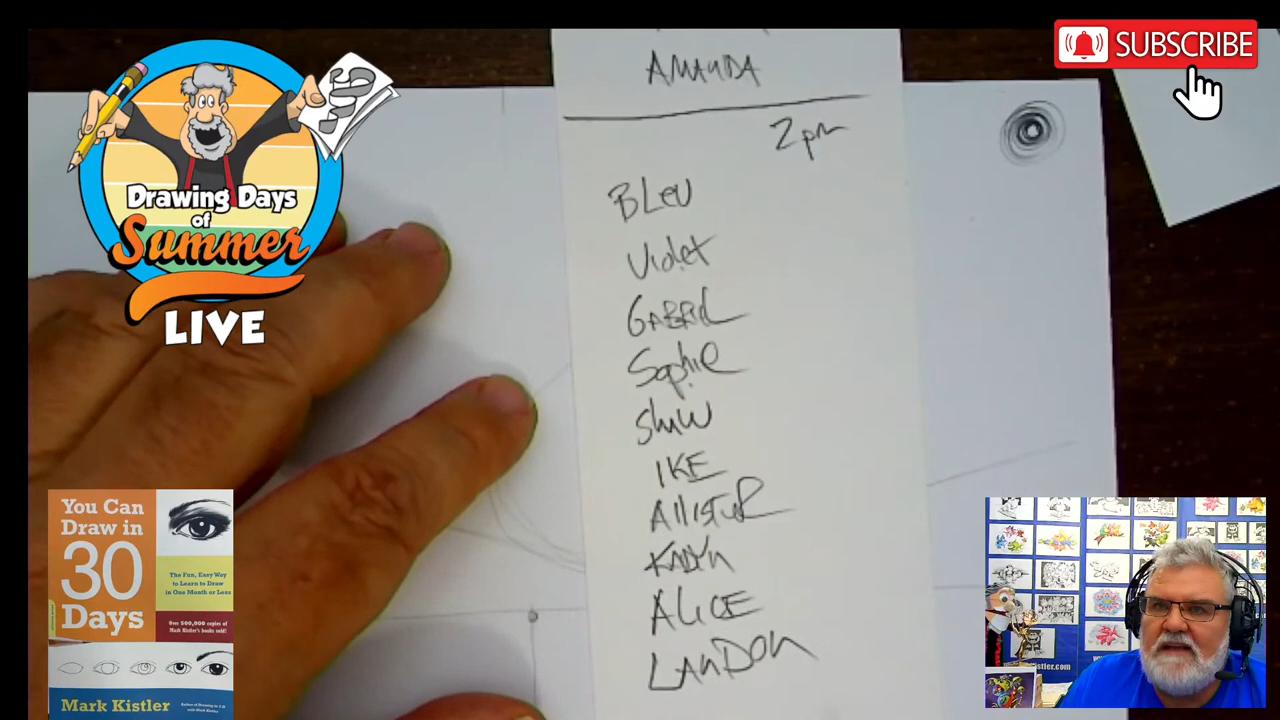 SUBSCRIBE
AMANDA
2pm
BLeU
Violet
GABRIEL
Sophie
IKE
AlliSTER
ALICE
LANDON
Drawing Days
of
Summer
LIVE
You Can
Draw in
30
Days
The Fun, Easy Way
to Learn to Draw
in One Month or Less
Over 500,000 copies of
Mark Kistler's books sold!
Mark Kistler
kistler.com